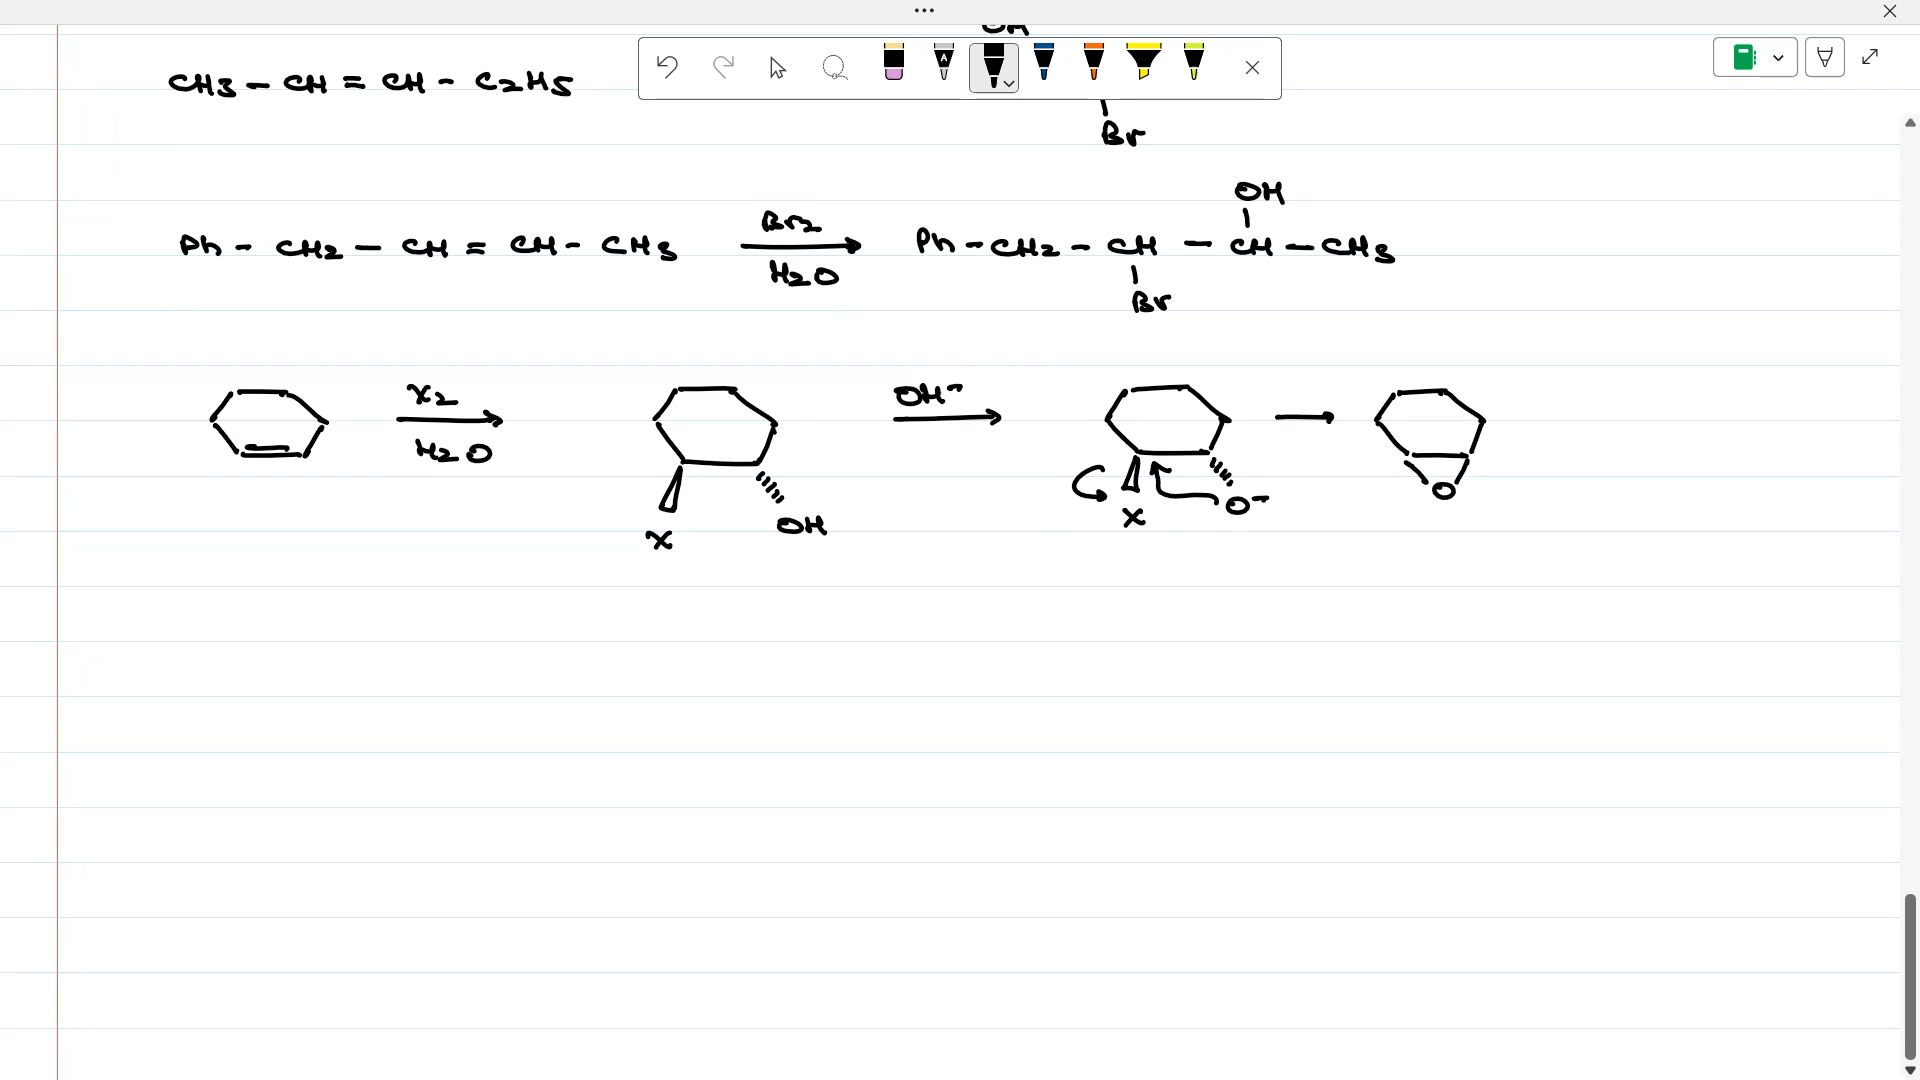 CH3 - CH = CH - C2H5
Br
OH
Br2
Ph - CH2 - CH = CH - CH3
Ph - CH2 - CH - CH - CH3
H2O
Br
X2
OH-
H2O
O
X
O-
X
OH